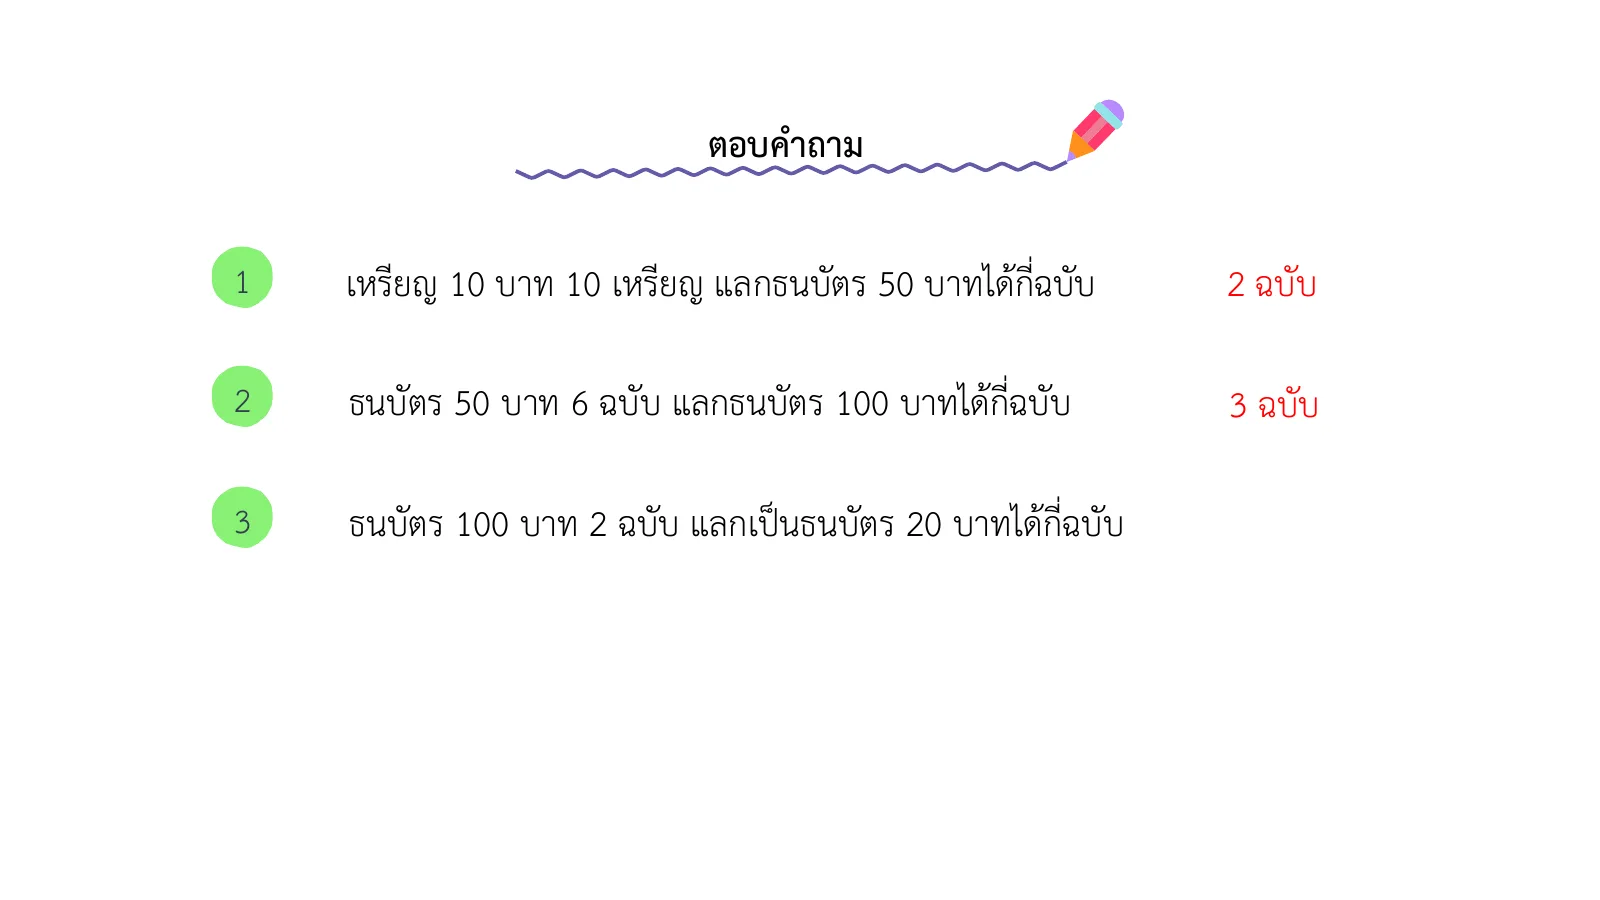 ตอบคำถาม
1 เหรียญ 10 บาท 10 เหรียญ แลกธนบัตร 50 บาทได้กี่ฉบับ 2 ฉบับ
2 ธนบัตร 50 บาท 6 ฉบับ แลกธนบัตร 100 บาทได้กี่ฉบับ 3 ฉบับ
3 ธนบัตร 100 บาท 2 ฉบับ แลกเป็นธนบัตร 20 บาทได้กี่ฉบับ